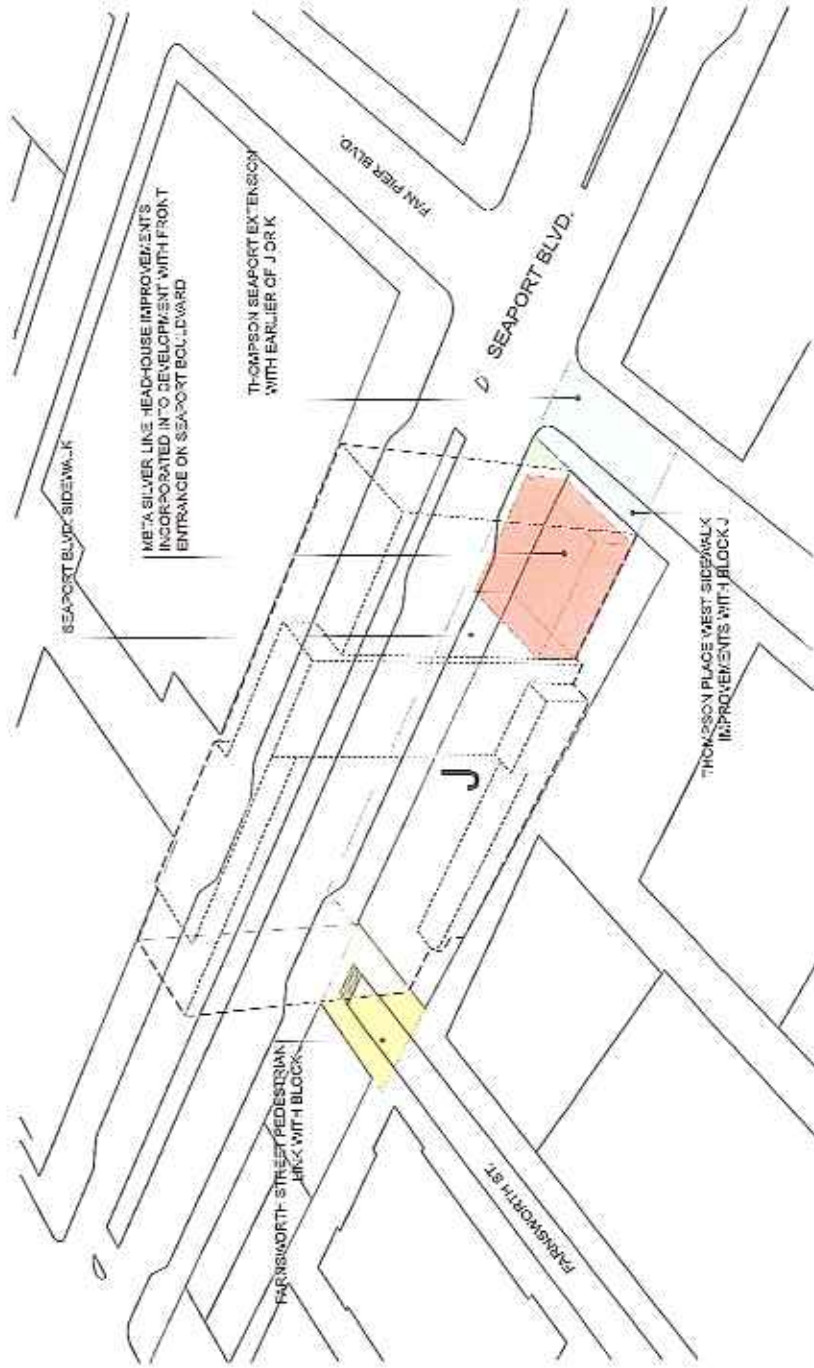 SEAPORT BLVD. SIDEWALK
META SILVER LINE HEADHOUSE IMPROVEMENTS
INCORPORATED INTO DEVELOPMENT WITH FRONT
ENTRANCE ON SEAPORT BOULDVARD
THOMPSON SEAPORT EXTENSION
WITH EARLIER OF J OR K
FAN PIER BLVD.
SEAPORT BLVD.
J
FARNSWORTH STREET PEDESTRIAN
LINK WITH BLOCK
FARNSWORTH ST.
THOMPSON PLACE WEST SIDEWALK
IMPROVEMENTS WITH BLOCK J